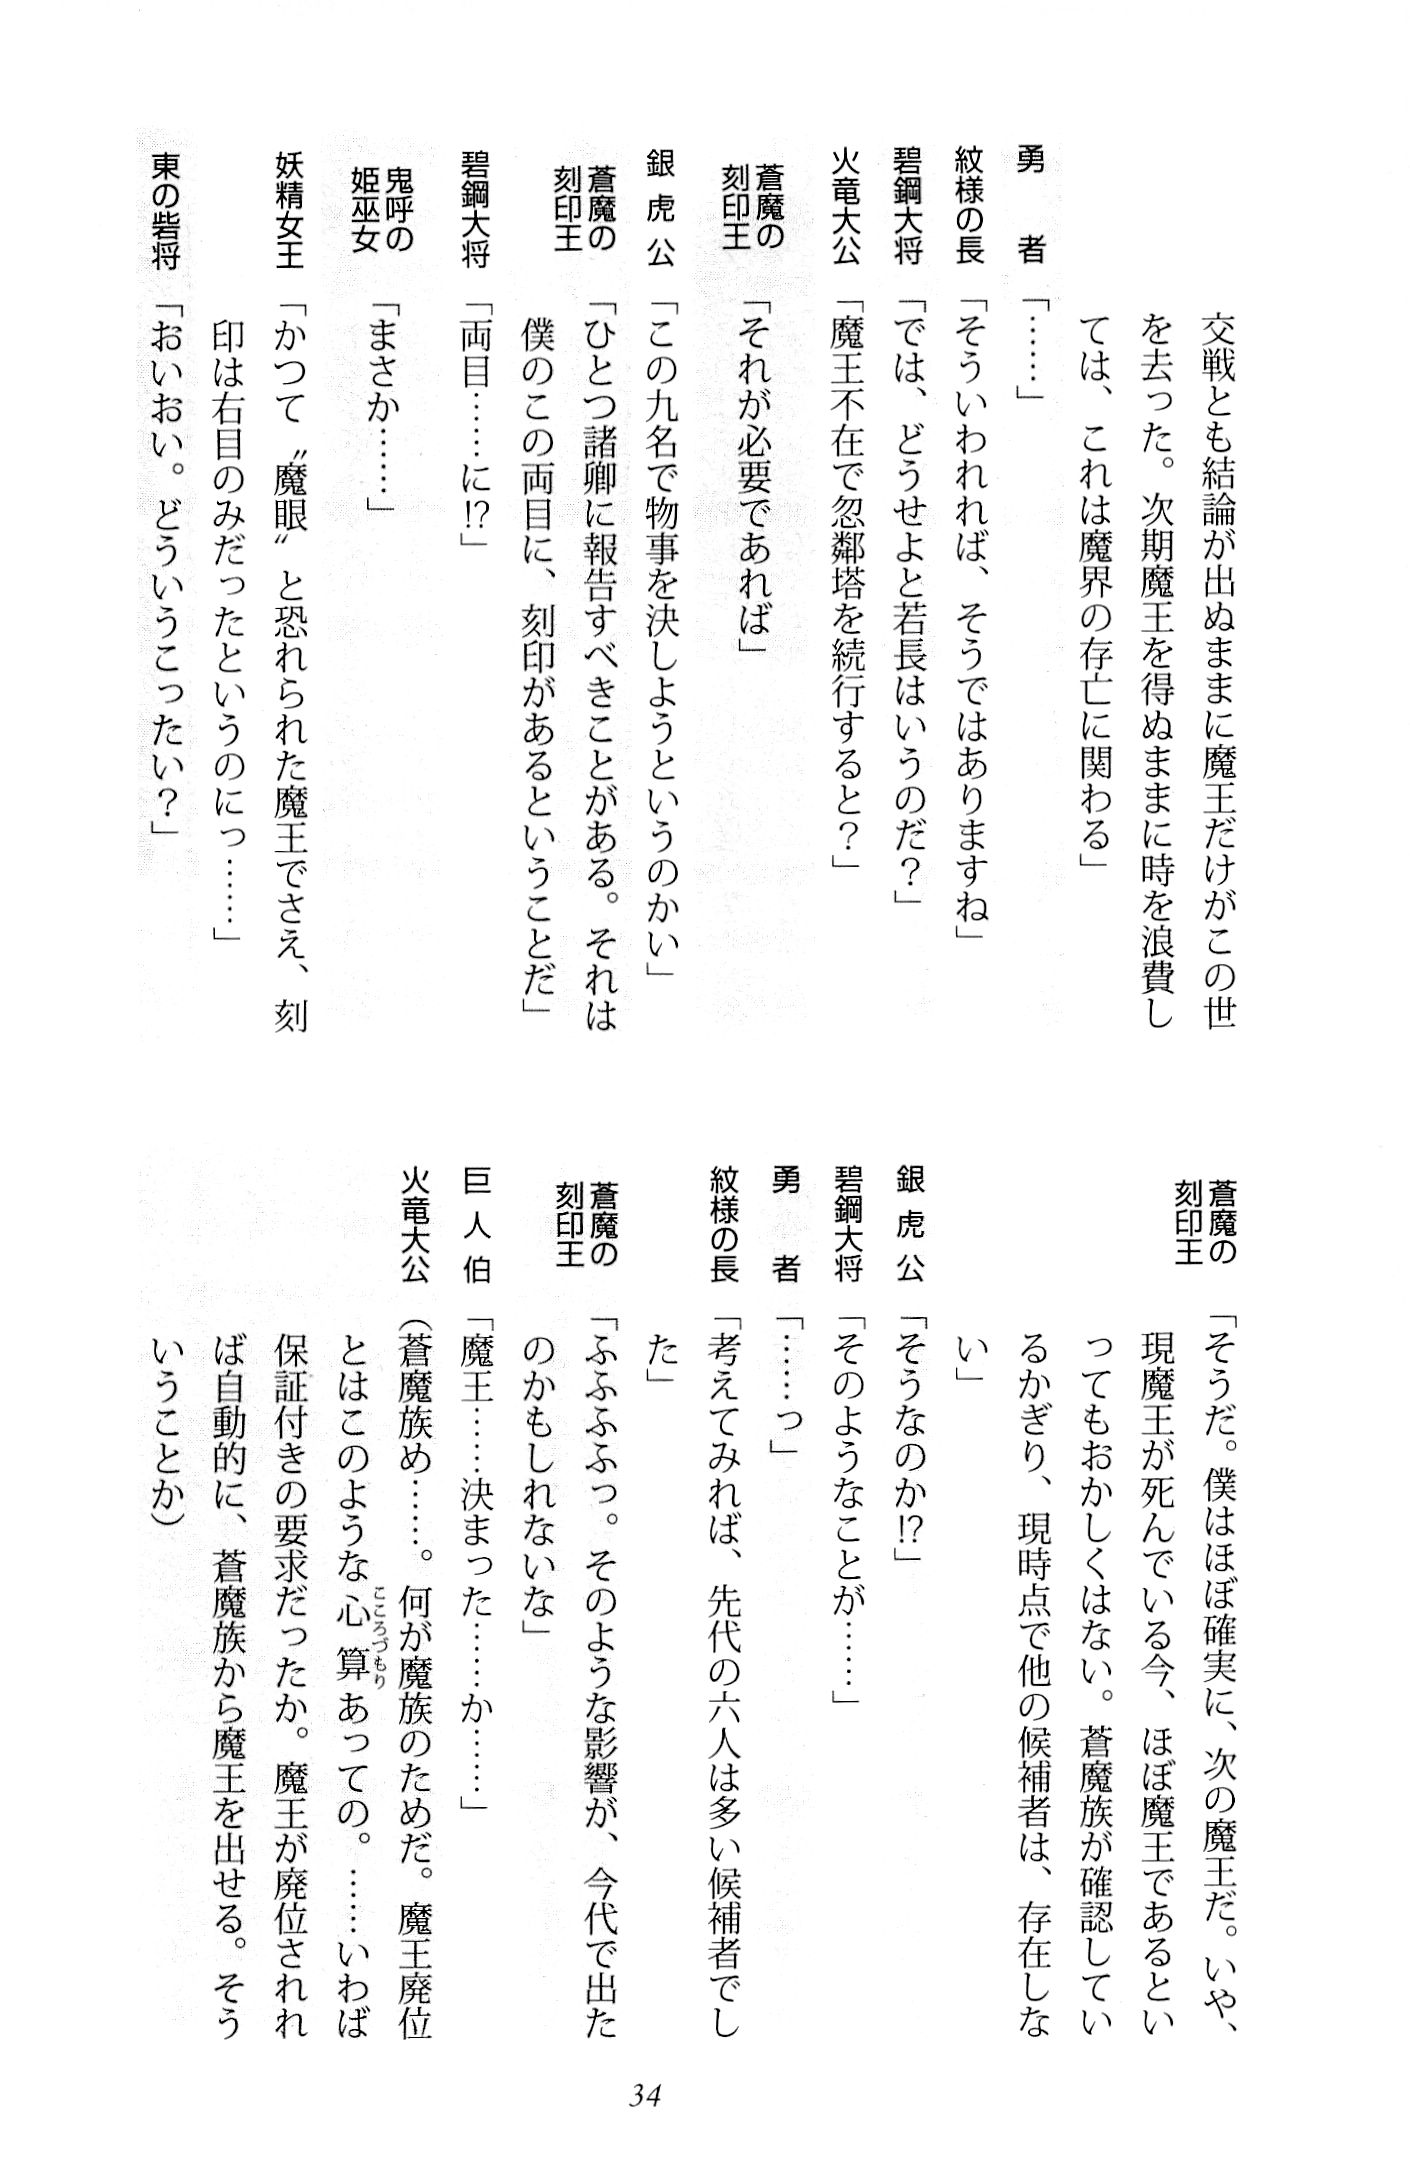 交戦とも結論が出ぬままに魔王だけがこの世
を去った。次期魔王を得ぬままに時を浪費し
ては、これは魔界の存亡に関わる」
勇者「……」
紋様の長「そういわれれば、そうではありますね」
碧鋼大将「では、どうせよと若長はいうのだ？」
火竜大公「魔王不在で忽鄰塔を続行すると？」
蒼魔の刻印王「それが必要であれば」
銀虎公「この九名で物事を決しようというのかい」
蒼魔の刻印王「ひとつ諸卿に報告すべきことがある。それは
僕のこの両目に、刻印があるということだ」
碧鋼大将「両目……に!?」
鬼呼の姫巫女「まさか……」
妖精女王「かつて〝魔眼〟と恐れられた魔王でさえ、刻
印は右目のみだったというのにっ……」
東の砦将「おいおい。どういうこったい？」
蒼魔の刻印王「そうだ。僕はほぼ確実に、次の魔王だ。いや、
現魔王が死んでいる今、ほぼ魔王であるとい
ってもおかしくはない。蒼魔族が確認してい
るかぎり、現時点で他の候補者は、存在しな
い」
銀虎公「そうなのか!?」
碧鋼大将「そのようなことが……」
勇者「……っ」
紋様の長「考えてみれば、先代の六人は多い候補者でし
た」
蒼魔の刻印王「ふふふふっ。そのような影響が、今代で出た
のかもしれないな」
巨人伯「魔王……決まった……か……」
火竜大公（蒼魔族め……。何が魔族のためだ。魔王廃位
とはこのような心算こころづもりあっての。……いわば
保証付きの要求だったか。魔王が廃位されれ
ば自動的に、蒼魔族から魔王を出せる。そう
いうことか）
34